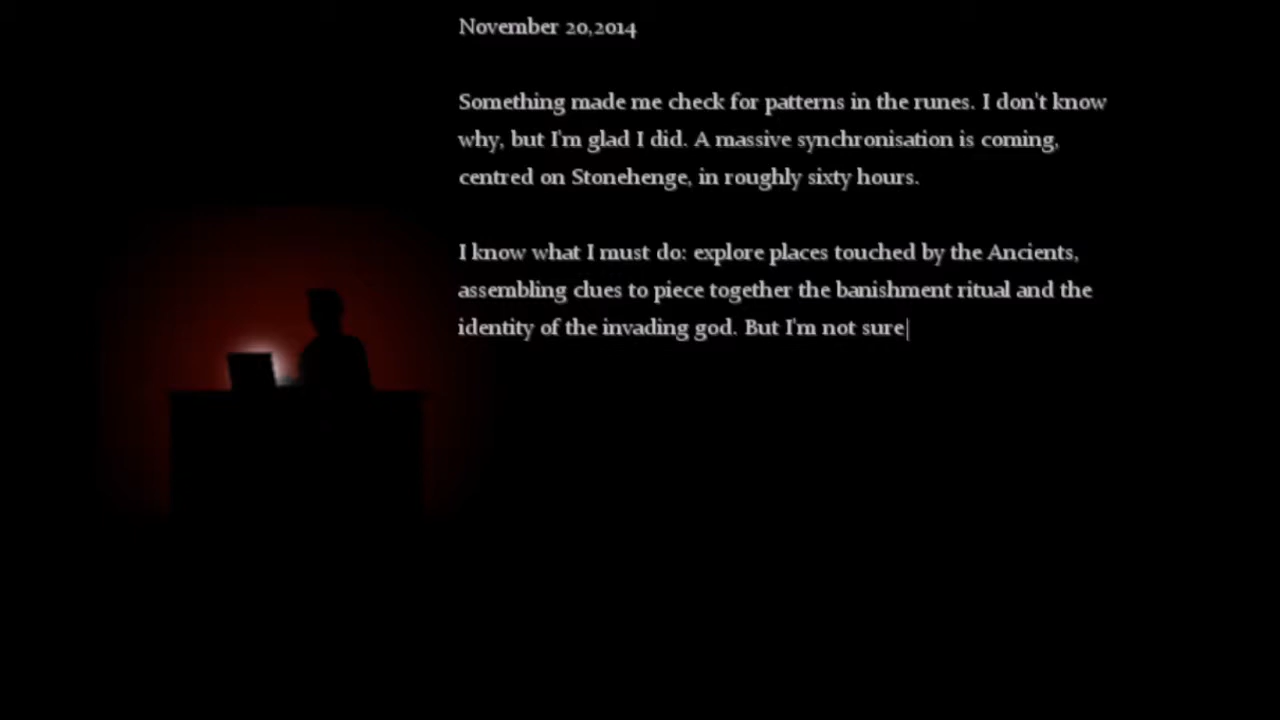 November 20,2014
Something made me check for patterns in the runes. I don't know
why, but I'm glad I did. A massive synchronisation is coming,
centred on Stonehenge, in roughly sixty hours.
I know what I must do: explore places touched by the Ancients,
assembling clues to piece together the banishment ritual and the
identity of the invading god. But I'm not sure